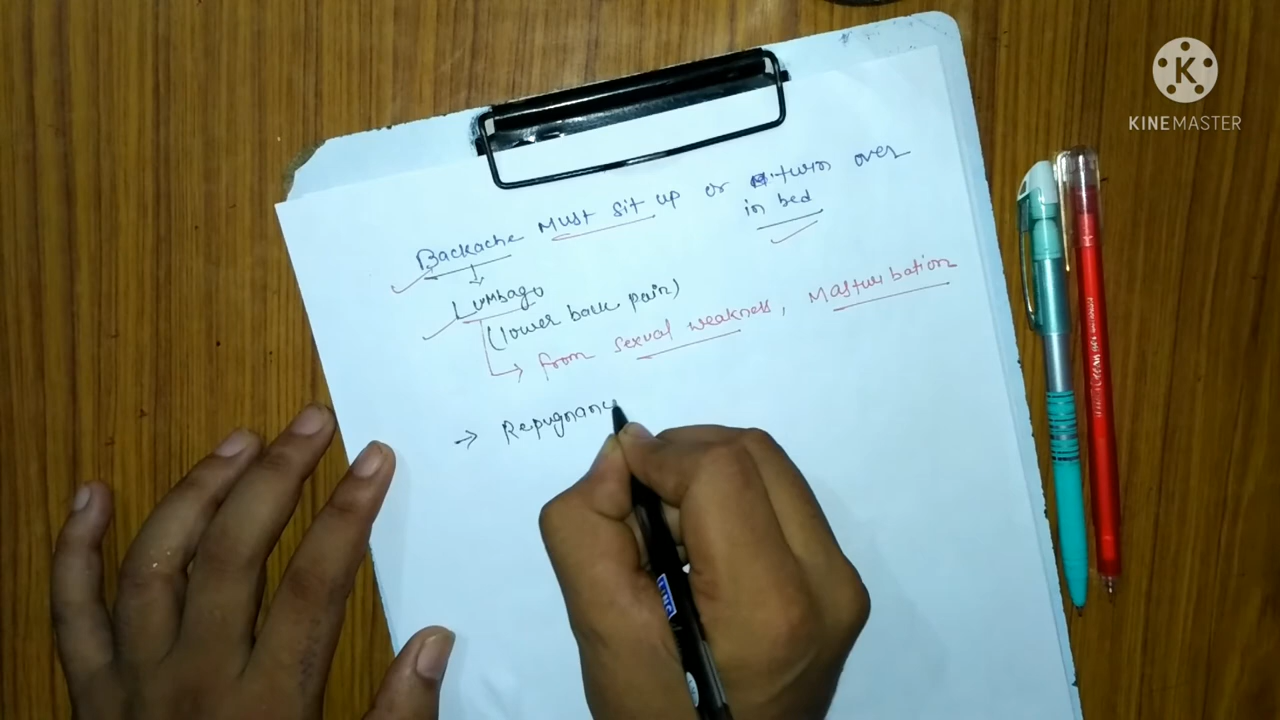 Backache Must sit up or turn over
in bed
Lumbago
(lower back pain)
→ from sexual weakness, Masturbation
→ Repugnanc
K
KINEMASTER